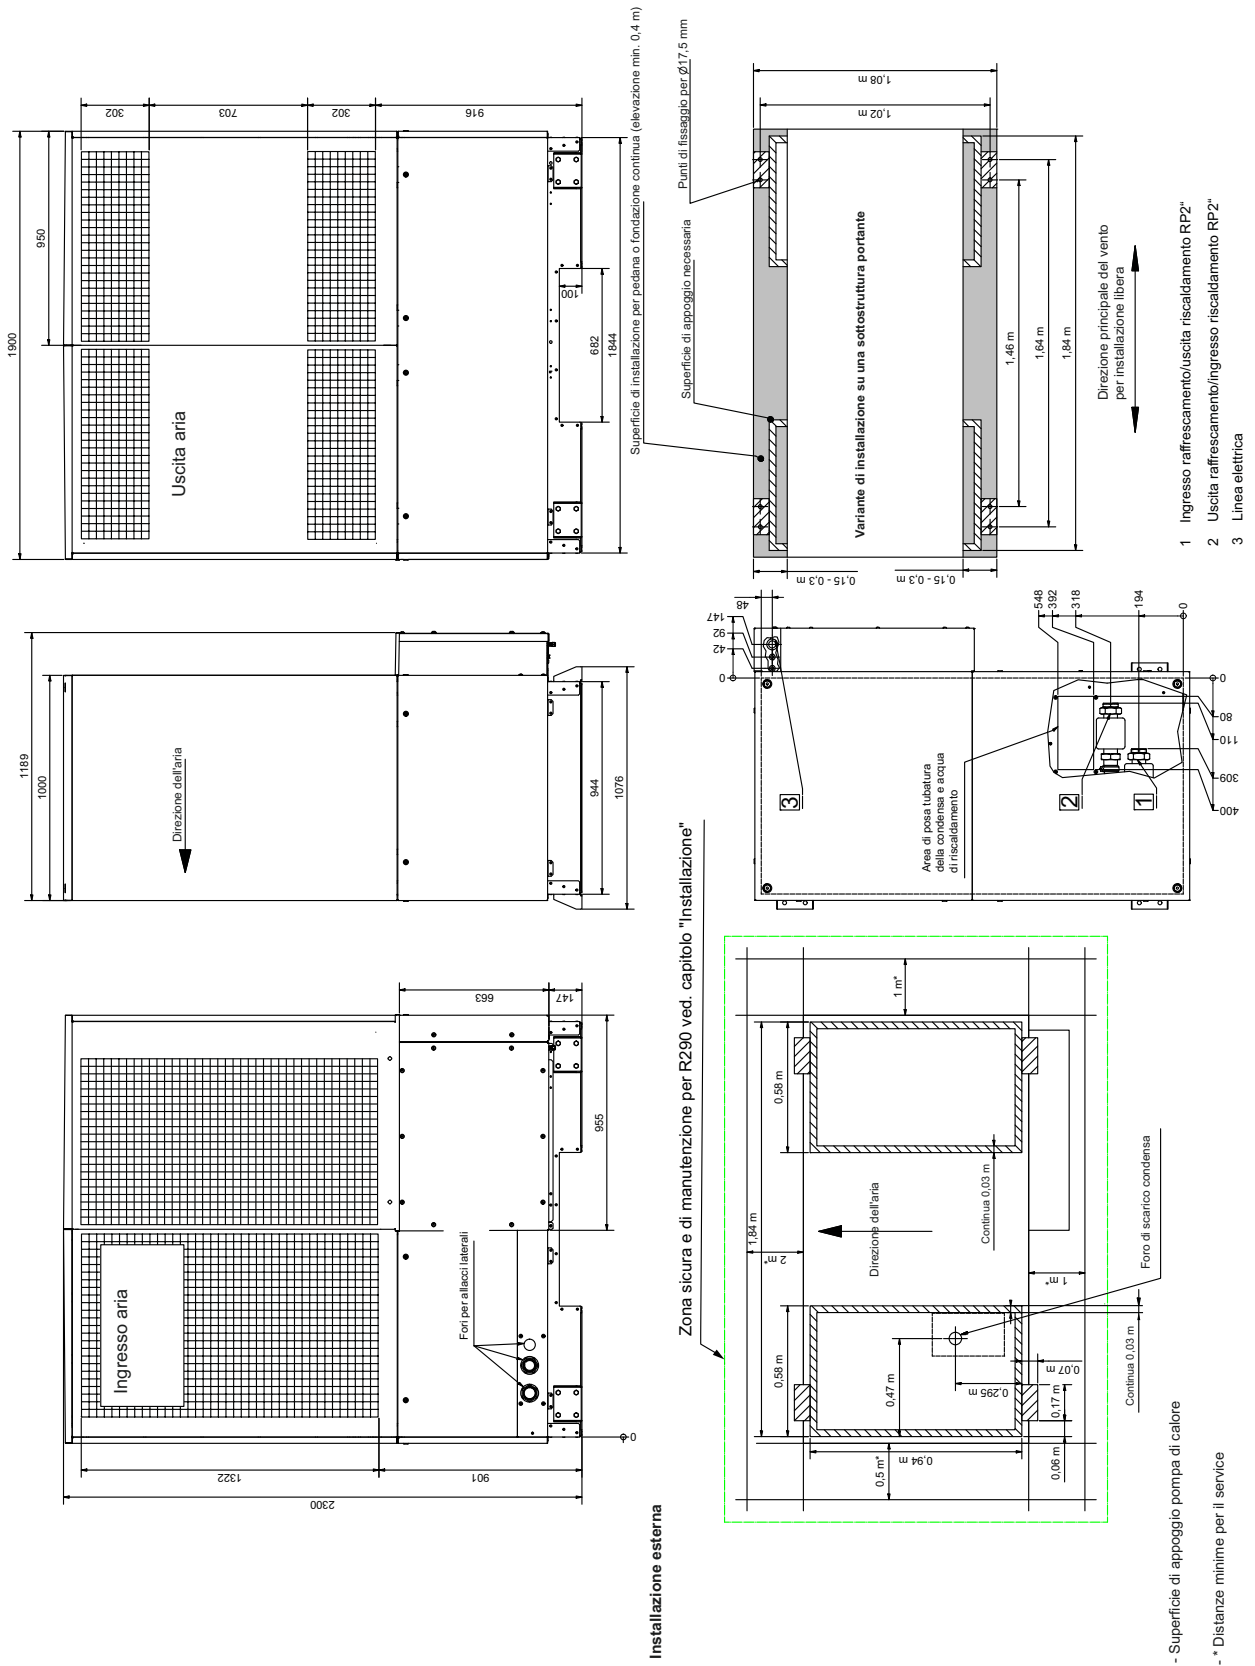 1900
950
302
703
302
916
Uscita aria
100
682
1844
1189
1000
Direzione dell'aria
944
1076
Ingresso aria
Fori per allacci laterali
663
147
955
1322
901
2300
0
Installazione esterna
Superficie di installazione per pedana o fondazione continua (elevazione min. 0,4 m)
Punti di fissaggio per Ø17,5 mm
Superficie di appoggio necessaria
1,08 m
1,02 m
Variante di installazione su una sottostruttura portante
1,46 m
1,64 m
1,84 m
0,15 - 0,3 m
0,15 - 0,3 m
Direzione principale del vento
per installazione libera
1 Ingresso raffrescamento/uscita riscaldamento RP2“
2 Uscita raffrescamento/ingresso riscaldamento RP2“
3 Linea elettrica
48
147
92
42
0
548
392
318
194
0
0
80
110
309
400
3
2
1
Area di posa tubatura
della condensa e acqua
di riscaldamento
Zona sicura e di manutenzione per R290 ved. capitolo "Installazione"
1 m*
0,58 m
1,84 m
2 m*
Direzione dell'aria
Continua 0,03 m
Foro di scarico condensa
1 m*
0,58 m
0,47 m
0,295 m
0,07 m
Continua 0,03 m
0,17 m
0,06 m
0,94 m
0,5 m*
- Superficie di appoggio pompa di calore
- * Distanze minime per il service